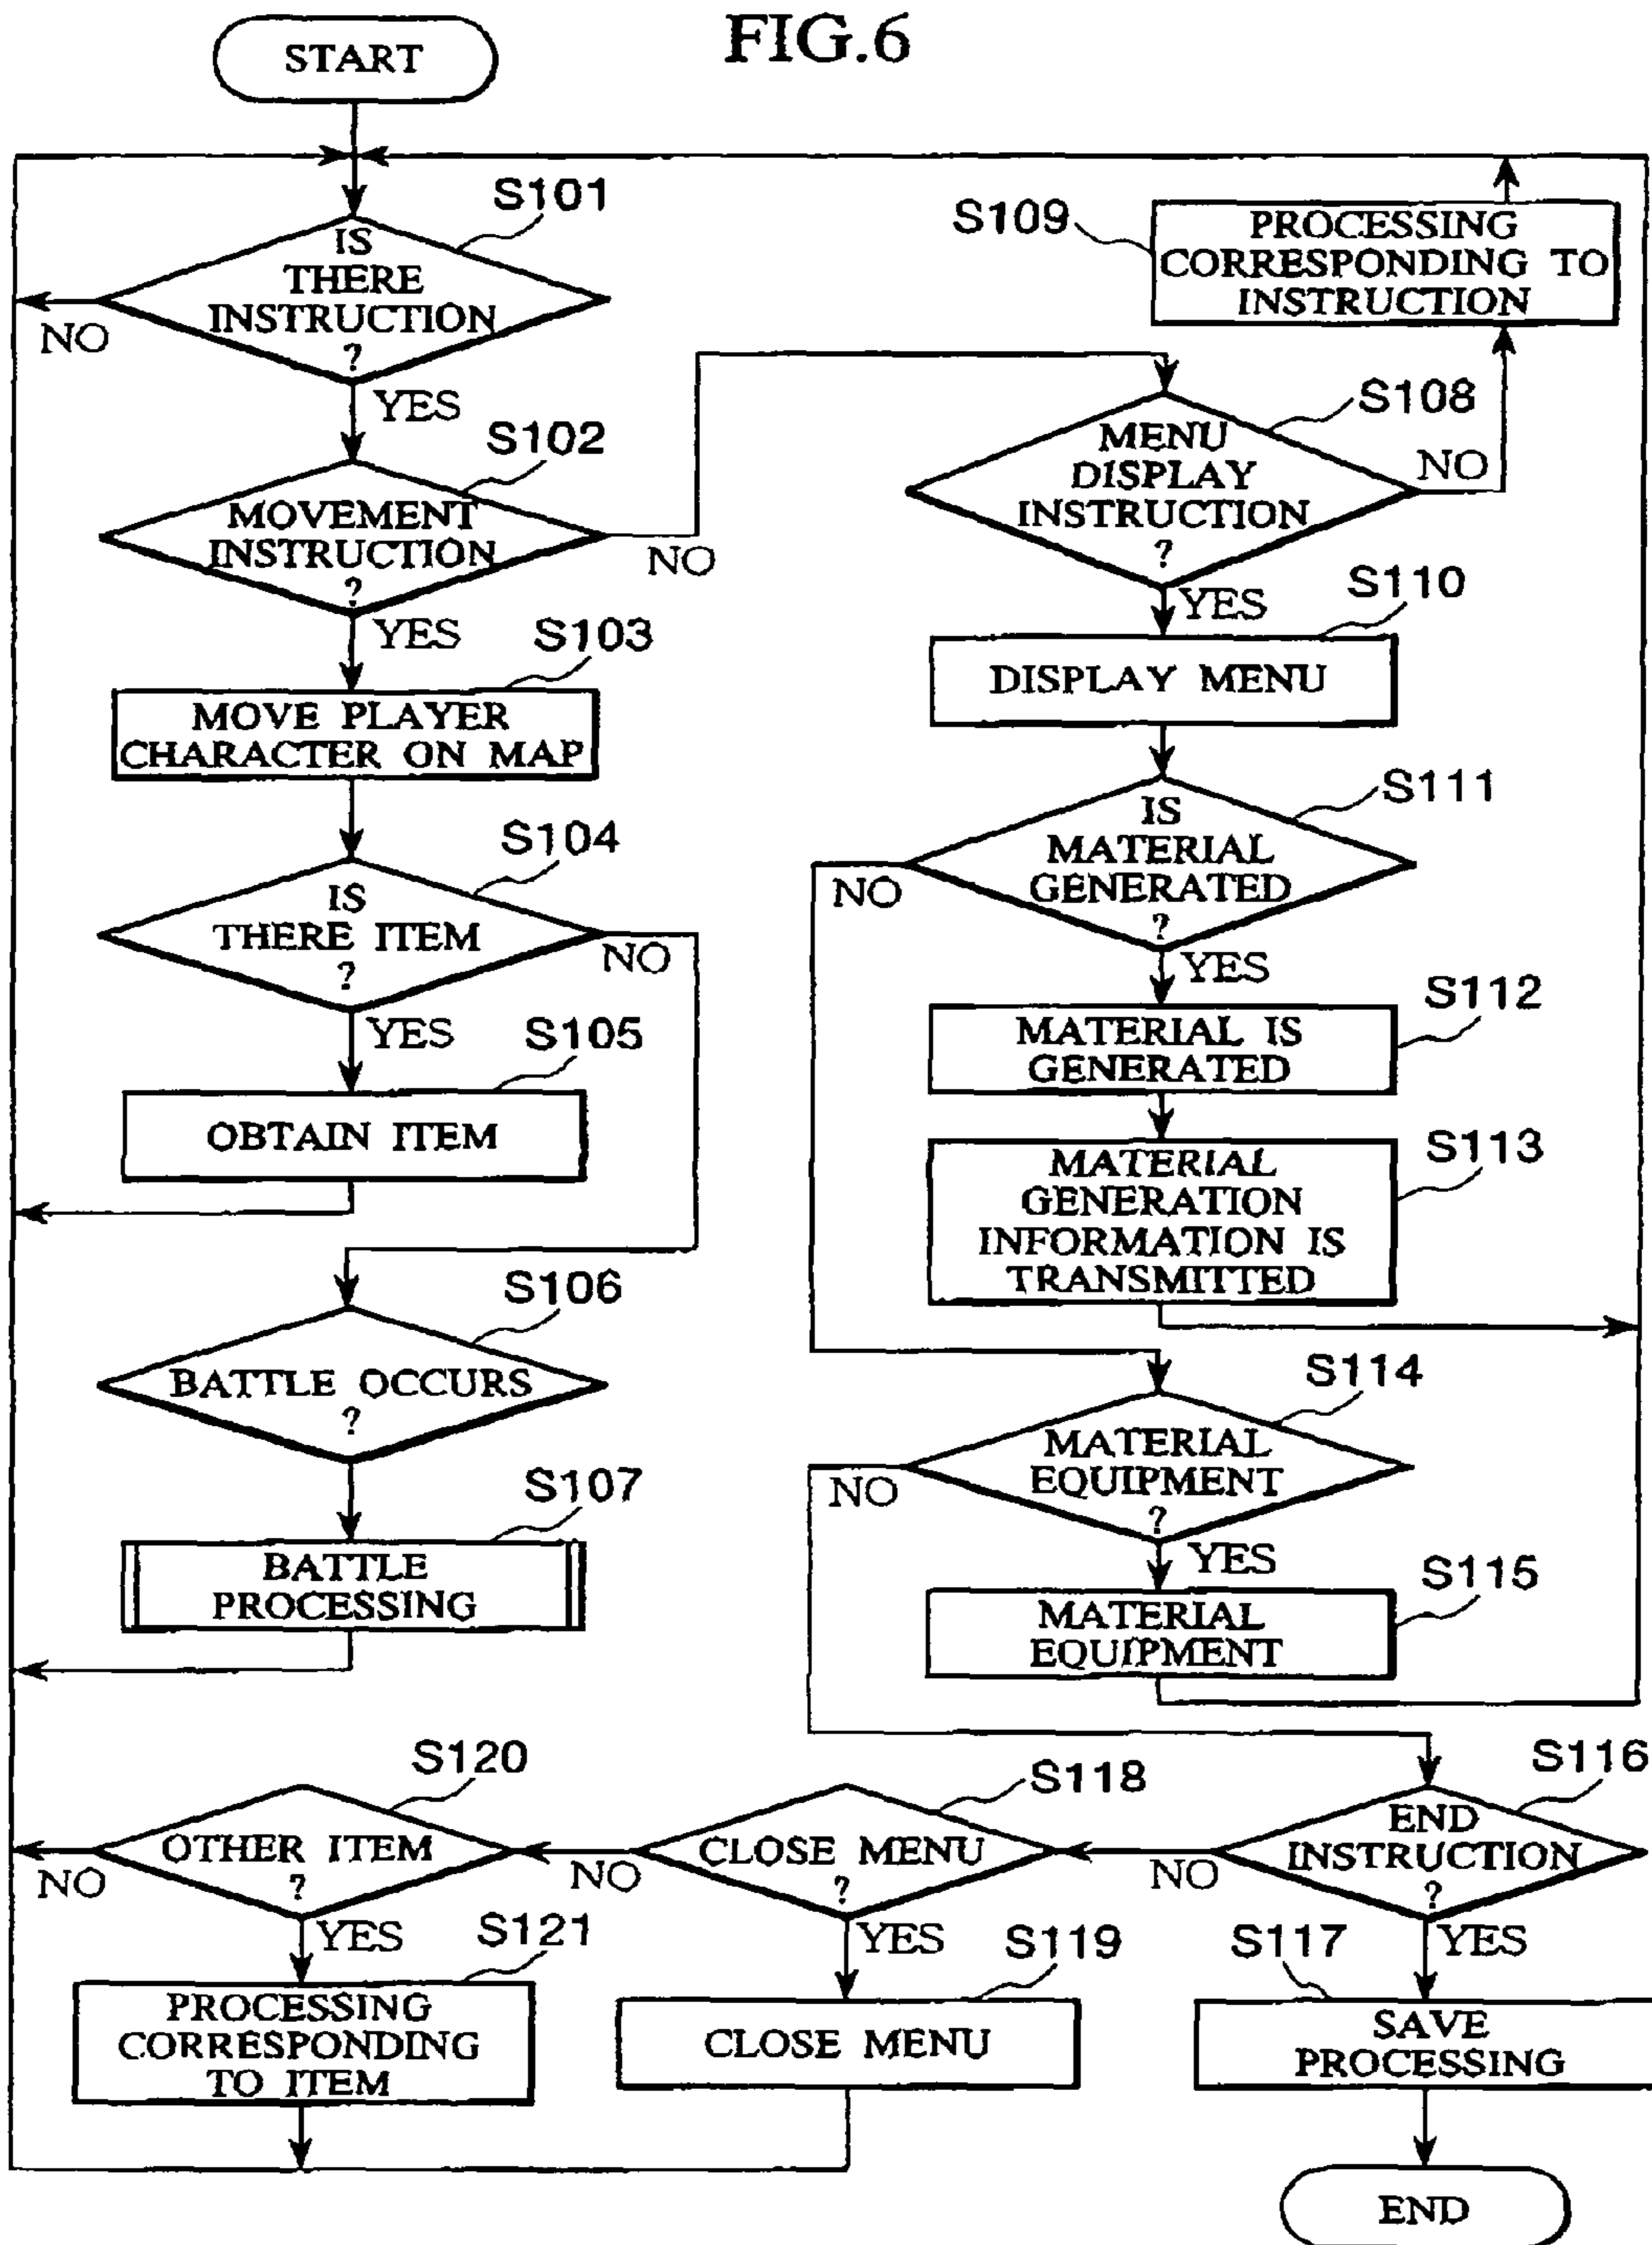 FIG.6
START
S101
IS
THERE
INSTRUCTION
?
NO
YES
S102
MOVEMENT
INSTRUCTION
?
NO
YES
S103
MOVE PLAYER
CHARACTER ON MAP
S104
IS
THERE ITEM
?
NO
YES
S105
OBTAIN ITEM
S106
BATTLE OCCURS
?
S107
BATTLE
PROCESSING
S108
MENU
DISPLAY
INSTRUCTION
?
NO
YES
S109
PROCESSING
CORRESPONDING TO
INSTRUCTION
S110
DISPLAY MENU
S111
IS
MATERIAL
GENERATED
?
NO
YES
S112
MATERIAL IS
GENERATED
S113
MATERIAL
GENERATION
INFORMATION IS
TRANSMITTED
S114
MATERIAL
EQUIPMENT
?
NO
YES
S115
MATERIAL
EQUIPMENT
S116
END
INSTRUCTION
?
NO
YES
S117
SAVE
PROCESSING
END
S118
CLOSE MENU
?
NO
YES
S119
CLOSE MENU
S120
OTHER ITEM
?
NO
YES
S121
PROCESSING
CORRESPONDING
TO ITEM